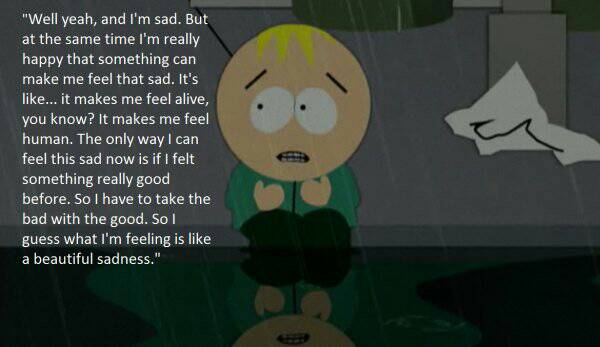 "Well yeah, and I'm sad. But
at the same time I'm really
happy that something can
make me feel that sad. It's
like... it makes me feel alive,
you know? It makes me feel
human. The only way I can
feel this sad now is if I felt
something really good
before. So I have to take the
bad with the good. So I
guess what I'm feeling is like
a beautiful sadness."